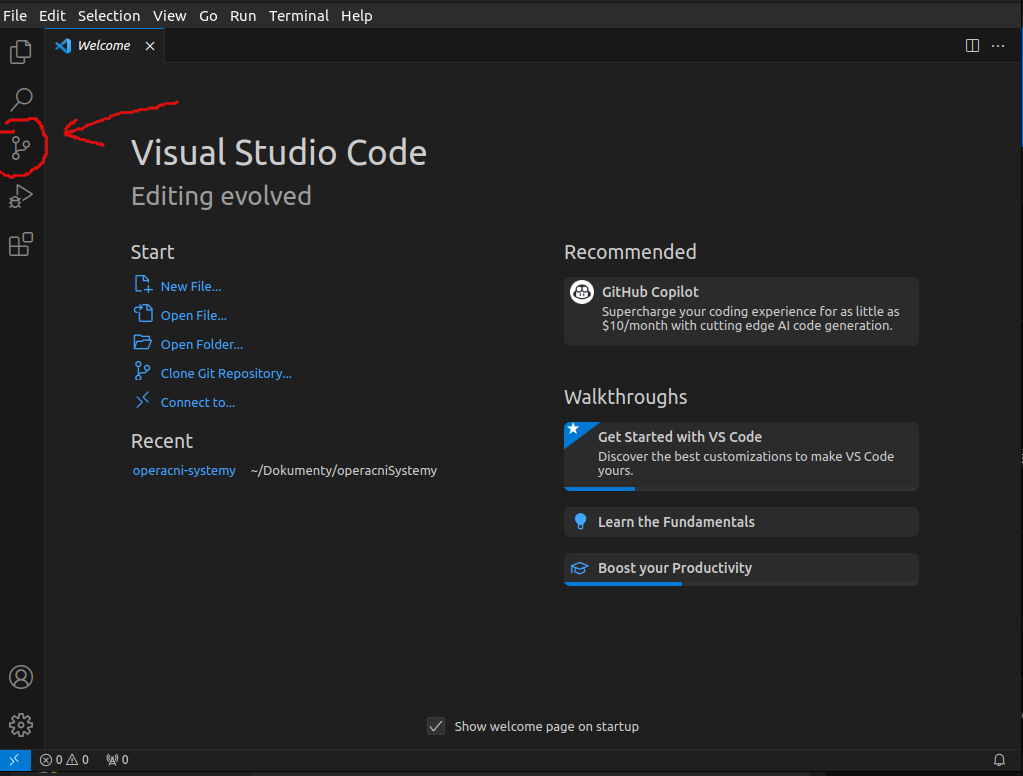 File Edit Selection View Go Run Terminal Help
Welcome
Visual Studio Code
Editing evolved
Start
New File...
Open File...
Open Folder...
Clone Git Repository...
Connect to...
Recent
operacni-systemy ~/Dokumenty/operacniSystemy
Recommended
GitHub Copilot
Supercharge your coding experience for as little as
$10/month with cutting edge AI code generation.
Walkthroughs
Get Started with VS Code
Discover the best customizations to make VS Code
yours.
Learn the Fundamentals
Boost your Productivity
Show welcome page on startup
0 0 0